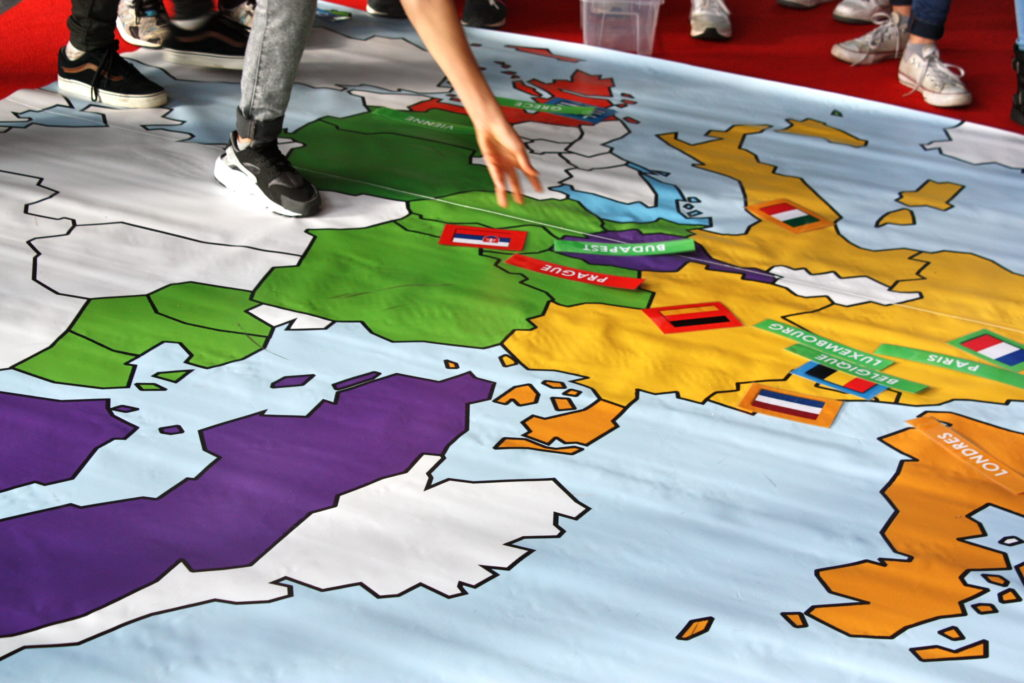 GRÈCE
VIENNE
BUDAPEST
PRAGUE
LUXEMBOURG
BELGIQUE
PARIS
LONDRES